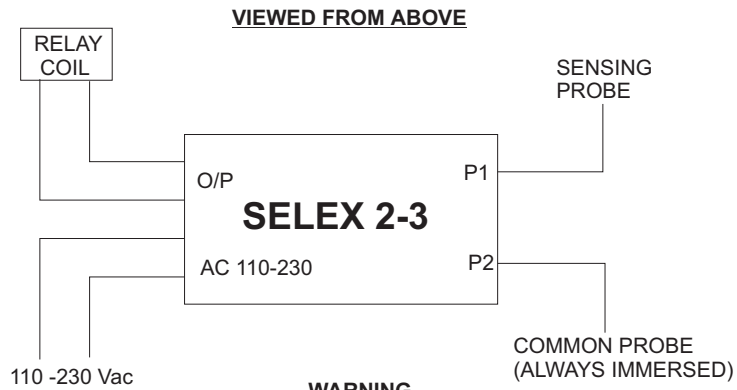 VIEWED FROM ABOVE
RELAY
COIL
SENSING
PROBE
O/P
P1
SELEX 2-3
AC 110-230
P2
110 -230 Vac
COMMON PROBE
(ALWAYS IMMERSED)
WARNING